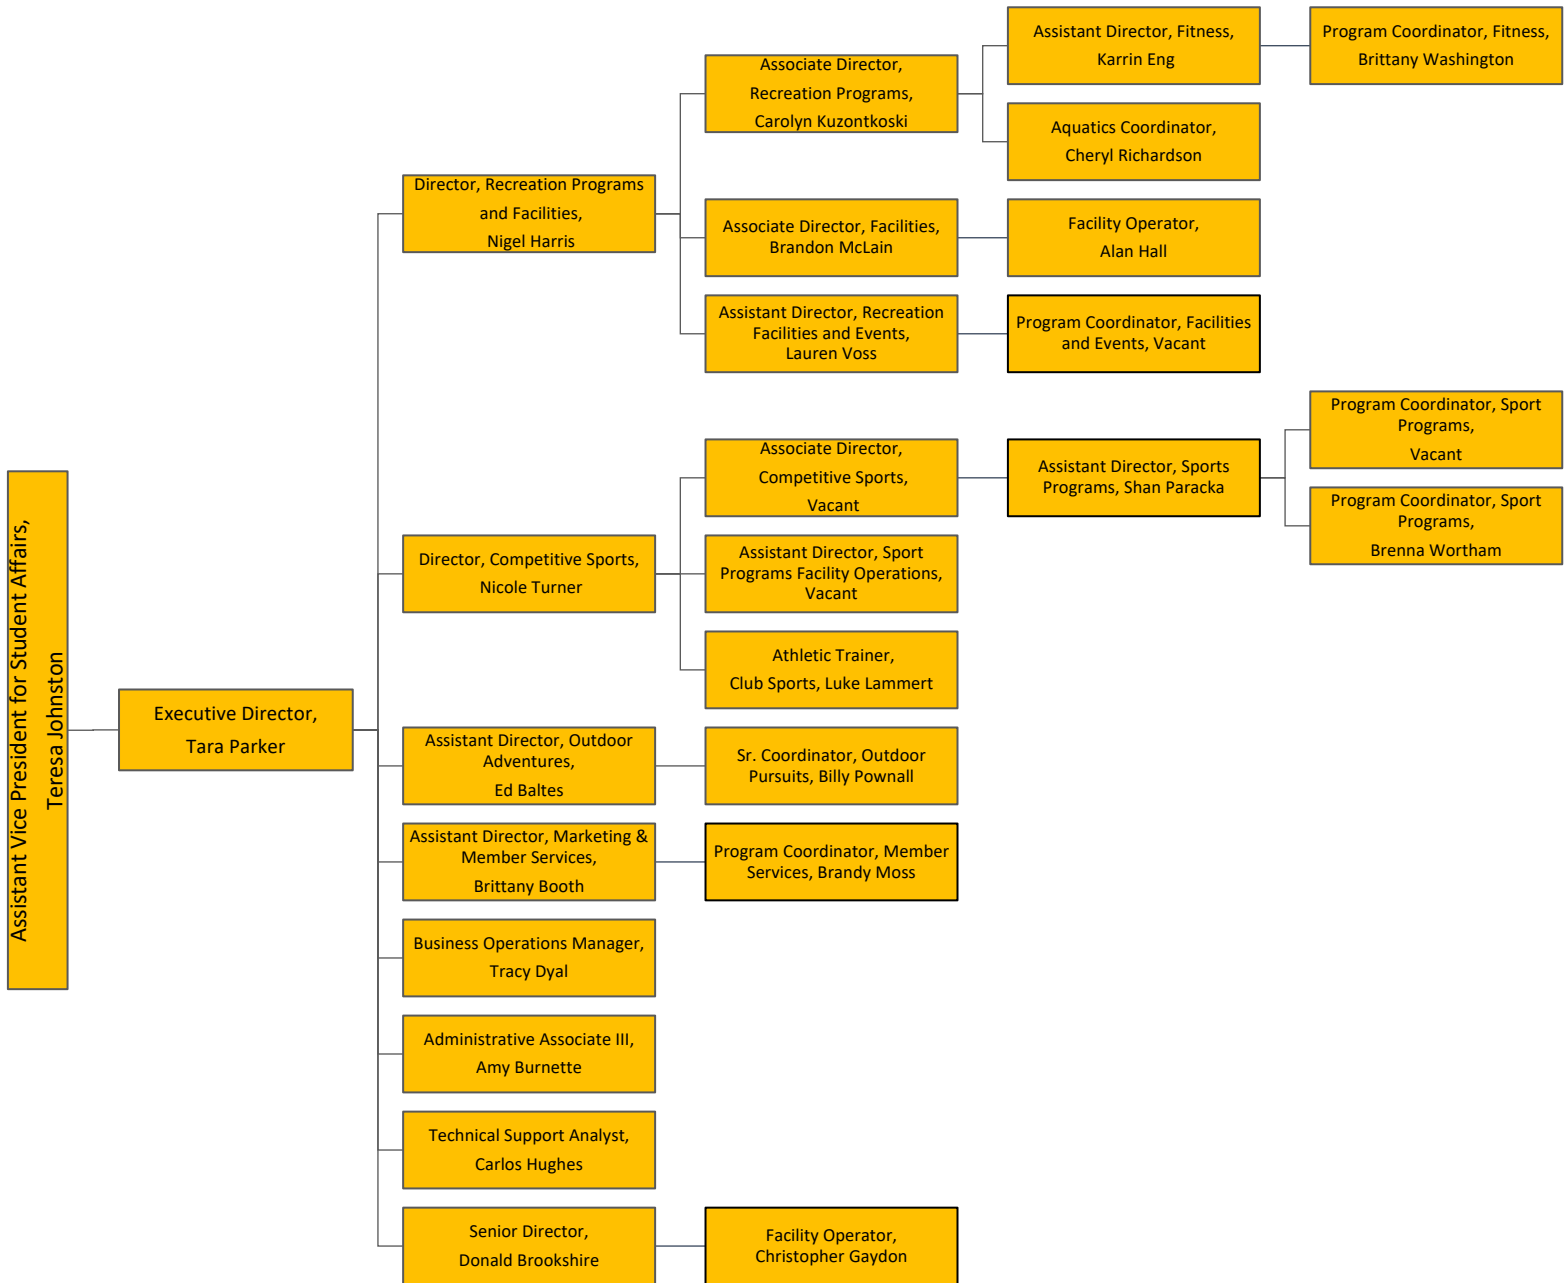 Assistant Vice President for Student Affairs,
Teresa Johnston
Executive Director,
Tara Parker
Director, Recreation Programs
and Facilities,
Nigel Harris
Associate Director,
Recreation Programs,
Carolyn Kuzontkoski
Assistant Director, Fitness,
Karrin Eng
Program Coordinator, Fitness,
Brittany Washington
Aquatics Coordinator,
Cheryl Richardson
Associate Director, Facilities,
Brandon McLain
Facility Operator,
Alan Hall
Assistant Director, Recreation
Facilities and Events,
Lauren Voss
Program Coordinator, Facilities
and Events, Vacant
Director, Competitive Sports,
Nicole Turner
Associate Director,
Competitive Sports,
Vacant
Assistant Director, Sports
Programs, Shan Paracka
Program Coordinator, Sport
Programs,
Vacant
Program Coordinator, Sport
Programs,
Brenna Wortham
Assistant Director, Sport
Programs Facility Operations,
Vacant
Athletic Trainer,
Club Sports, Luke Lammert
Assistant Director, Outdoor
Adventures,
Ed Baltes
Sr. Coordinator, Outdoor
Pursuits, Billy Pownall
Assistant Director, Marketing &
Member Services,
Brittany Booth
Program Coordinator, Member
Services, Brandy Moss
Business Operations Manager,
Tracy Dyal
Administrative Associate III,
Amy Burnette
Technical Support Analyst,
Carlos Hughes
Senior Director,
Donald Brookshire
Facility Operator,
Christopher Gaydon